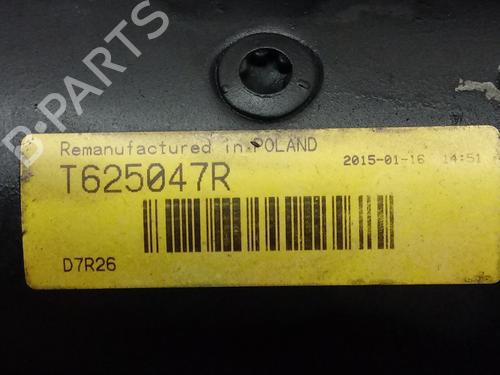 B-PARTS
Remanufactured in POLAND
2015-01-16 14:51
T625047R
D7R26